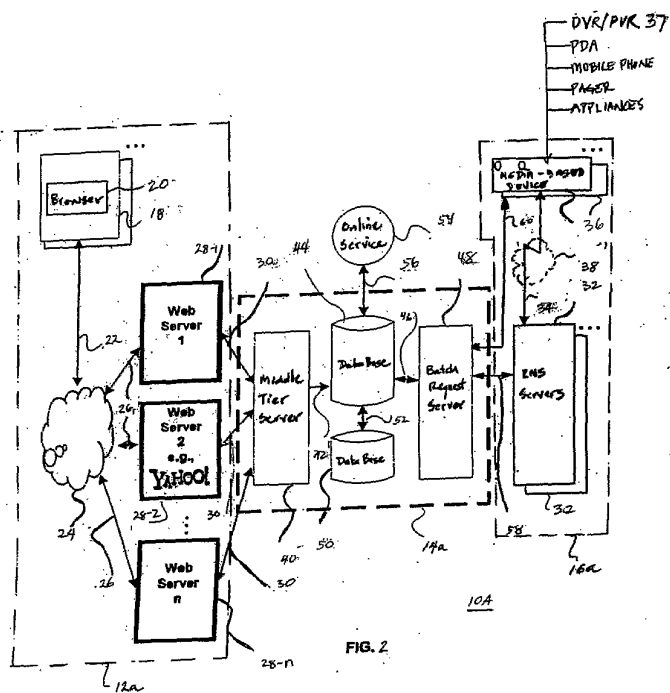 DVR/PVR 37
PDA
MOBILE PHONE
PAGER
APPLIANCES
...
MEDIA-BASED
DEVICE
60
36
38
34
32
RNS
Servers
32
58
16a
...
Browser
20
18
22
24
26
26
Web
Server
1
28-1
Web
Server
2
e.g.,
YAHOO!
28-2
Web
Server
n
28-n
12a
30
30
30
Middle
Tier
Server
40
42
44
Online
Service
54
56
Data Base
46
52
Data Base
50
48
Batch
Request
Server
14a
10A
FIG. 2